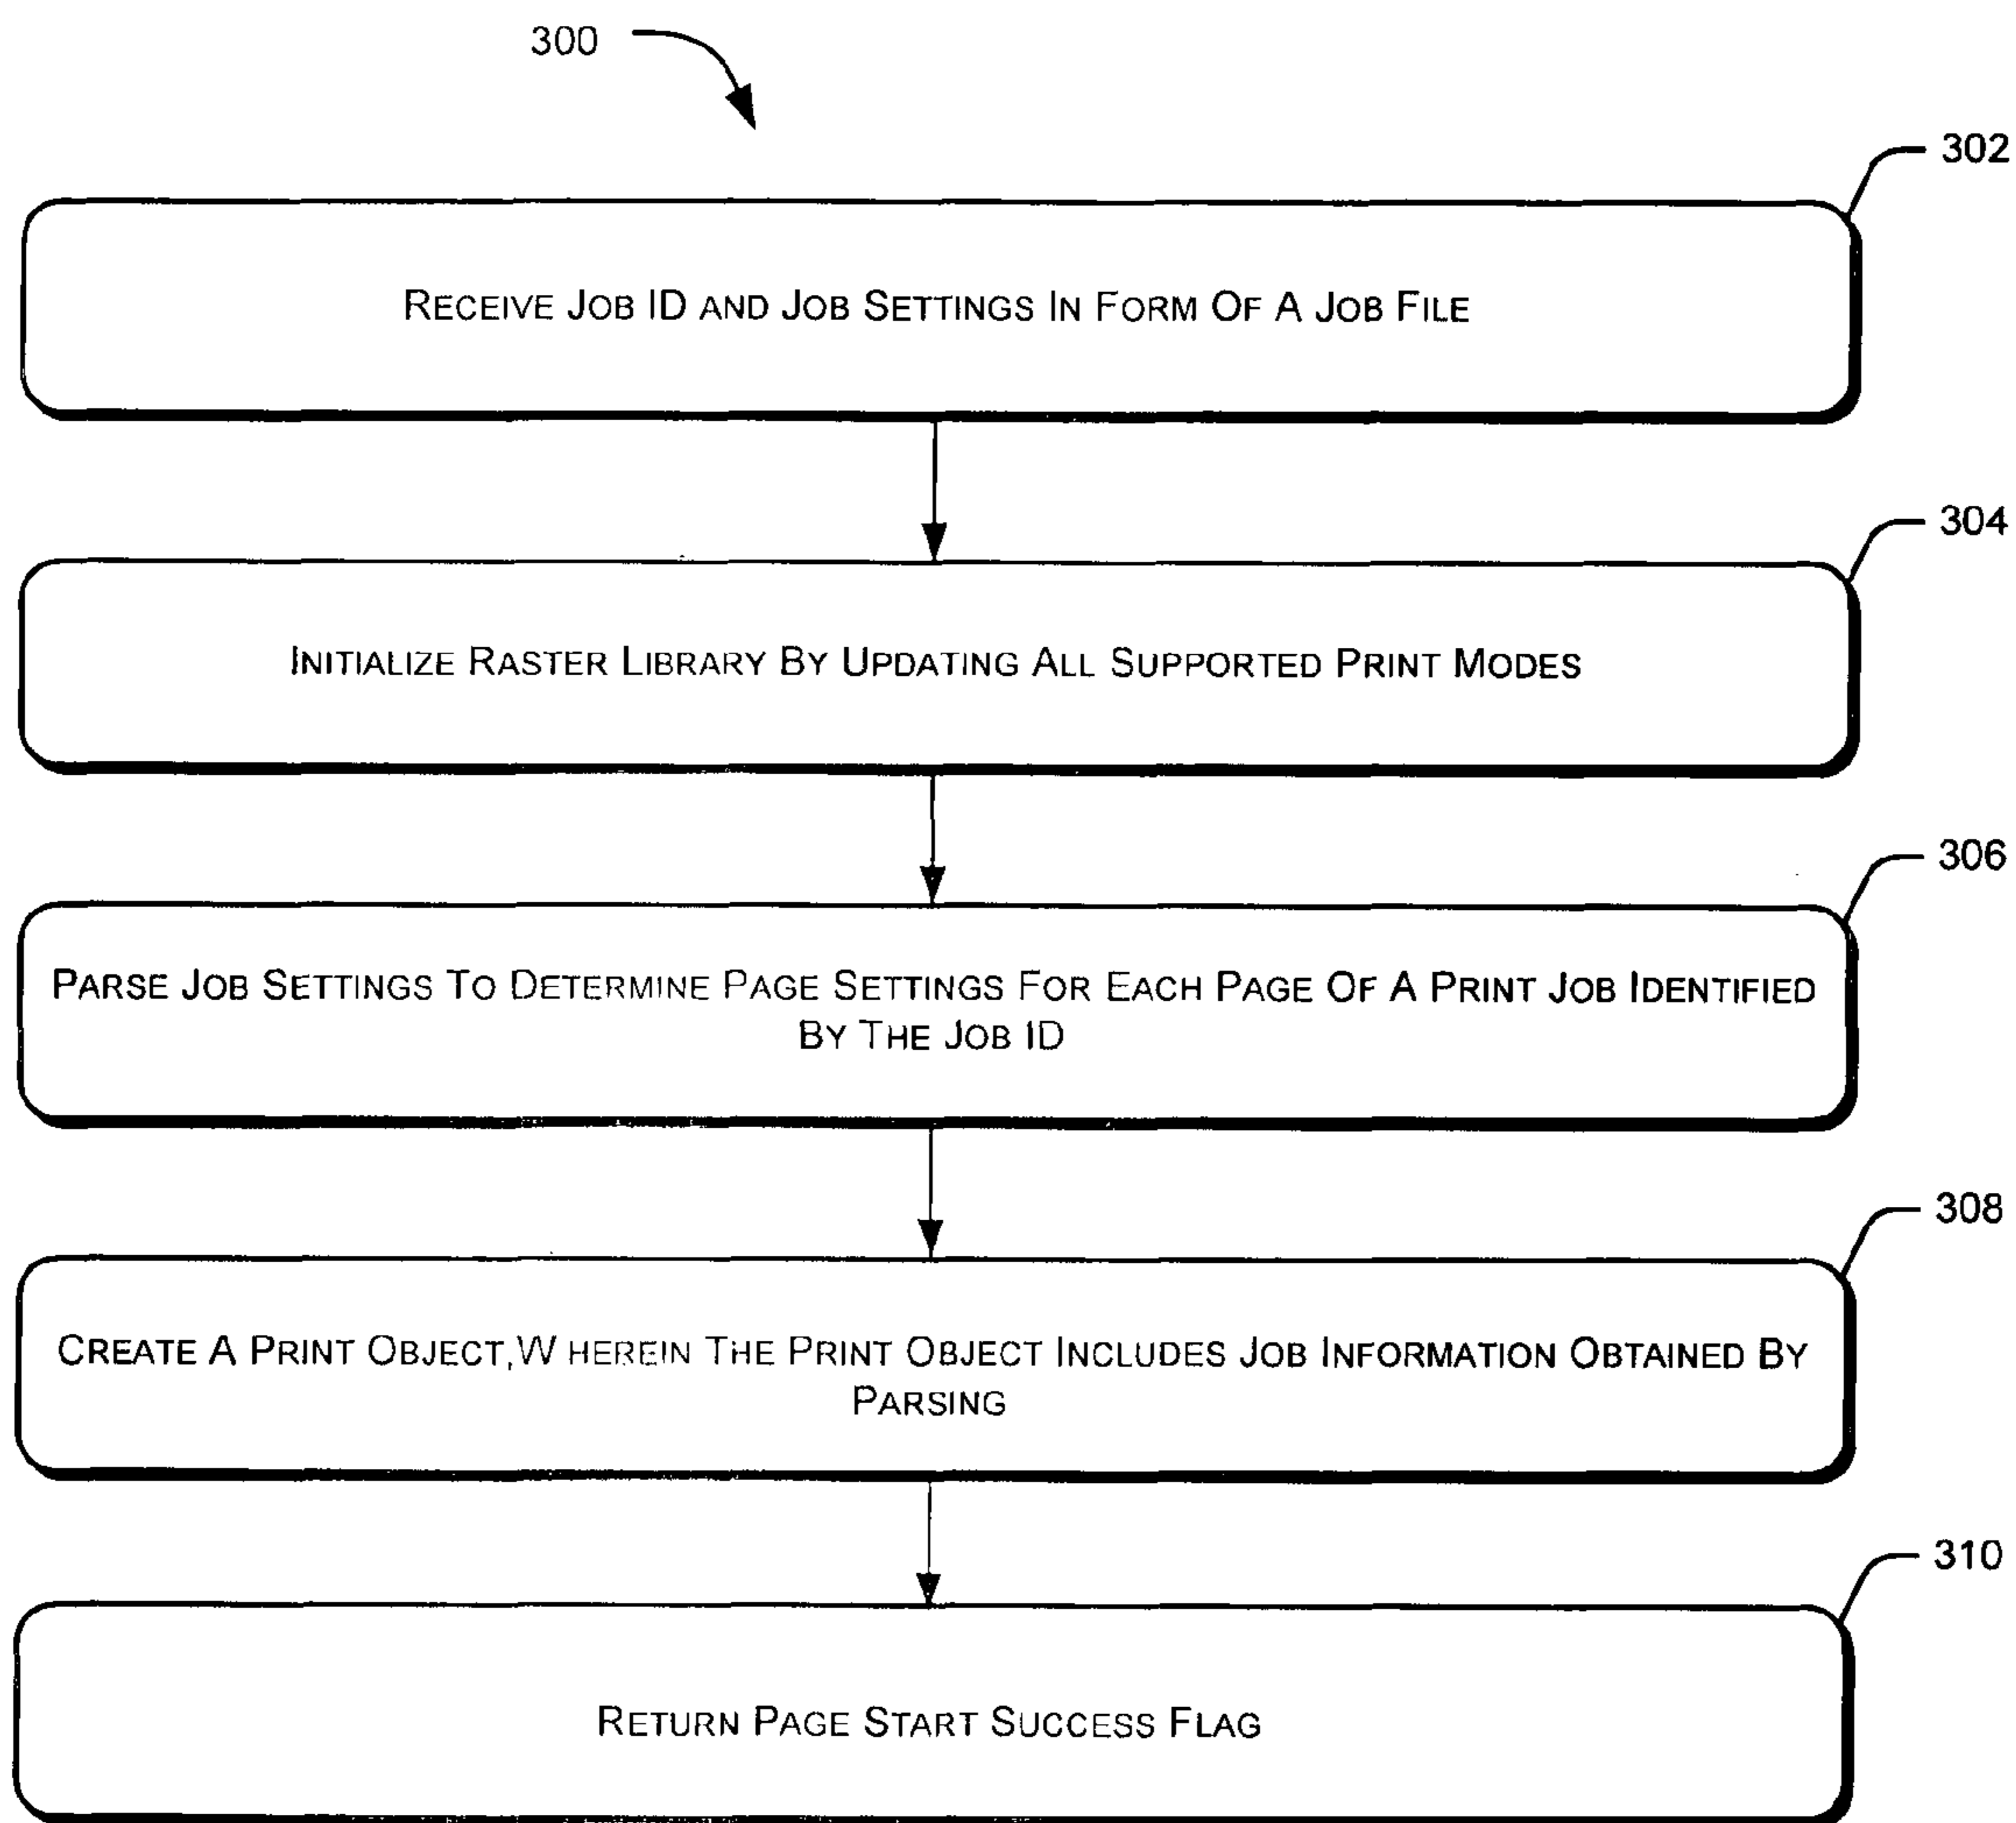 300
302
RECEIVE JOB ID AND JOB SETTINGS IN FORM OF A JOB FILE
304
INITIALIZE RASTER LIBRARY BY UPDATING ALL SUPPORTED PRINT MODES
306
PARSE JOB SETTINGS TO DETERMINE PAGE SETTINGS FOR EACH PAGE OF A PRINT JOB IDENTIFIED
BY THE JOB ID
308
CREATE A PRINT OBJECT,W HEREIN THE PRINT OBJECT INCLUDES JOB INFORMATION OBTAINED BY
PARSING
310
RETURN PAGE START SUCCESS FLAG